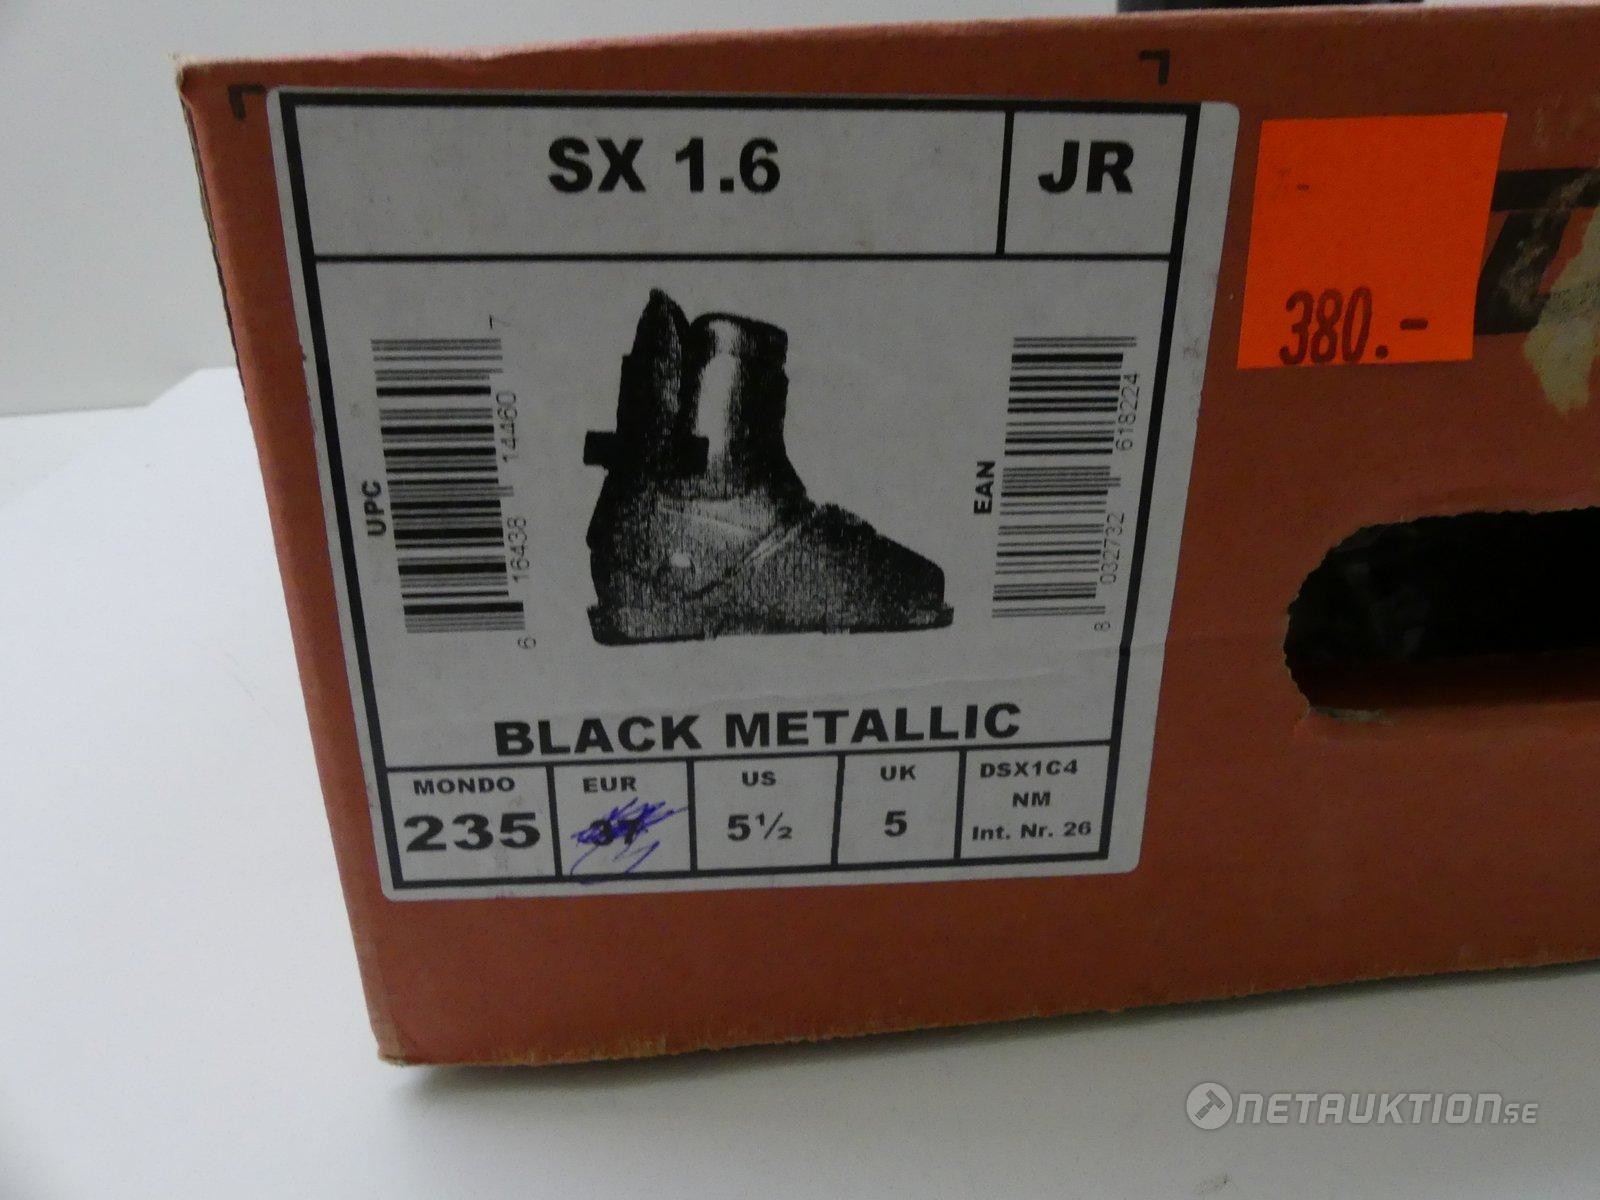 SX 1.6
JR
380.-
UPC
6 16438 14460 7
EAN
8 032732 618224
BLACK METALLIC
MONDO
235
EUR
37
US
5½
UK
5
DSX1C4
NM
Int. Nr. 26
NETAUKTION.SE